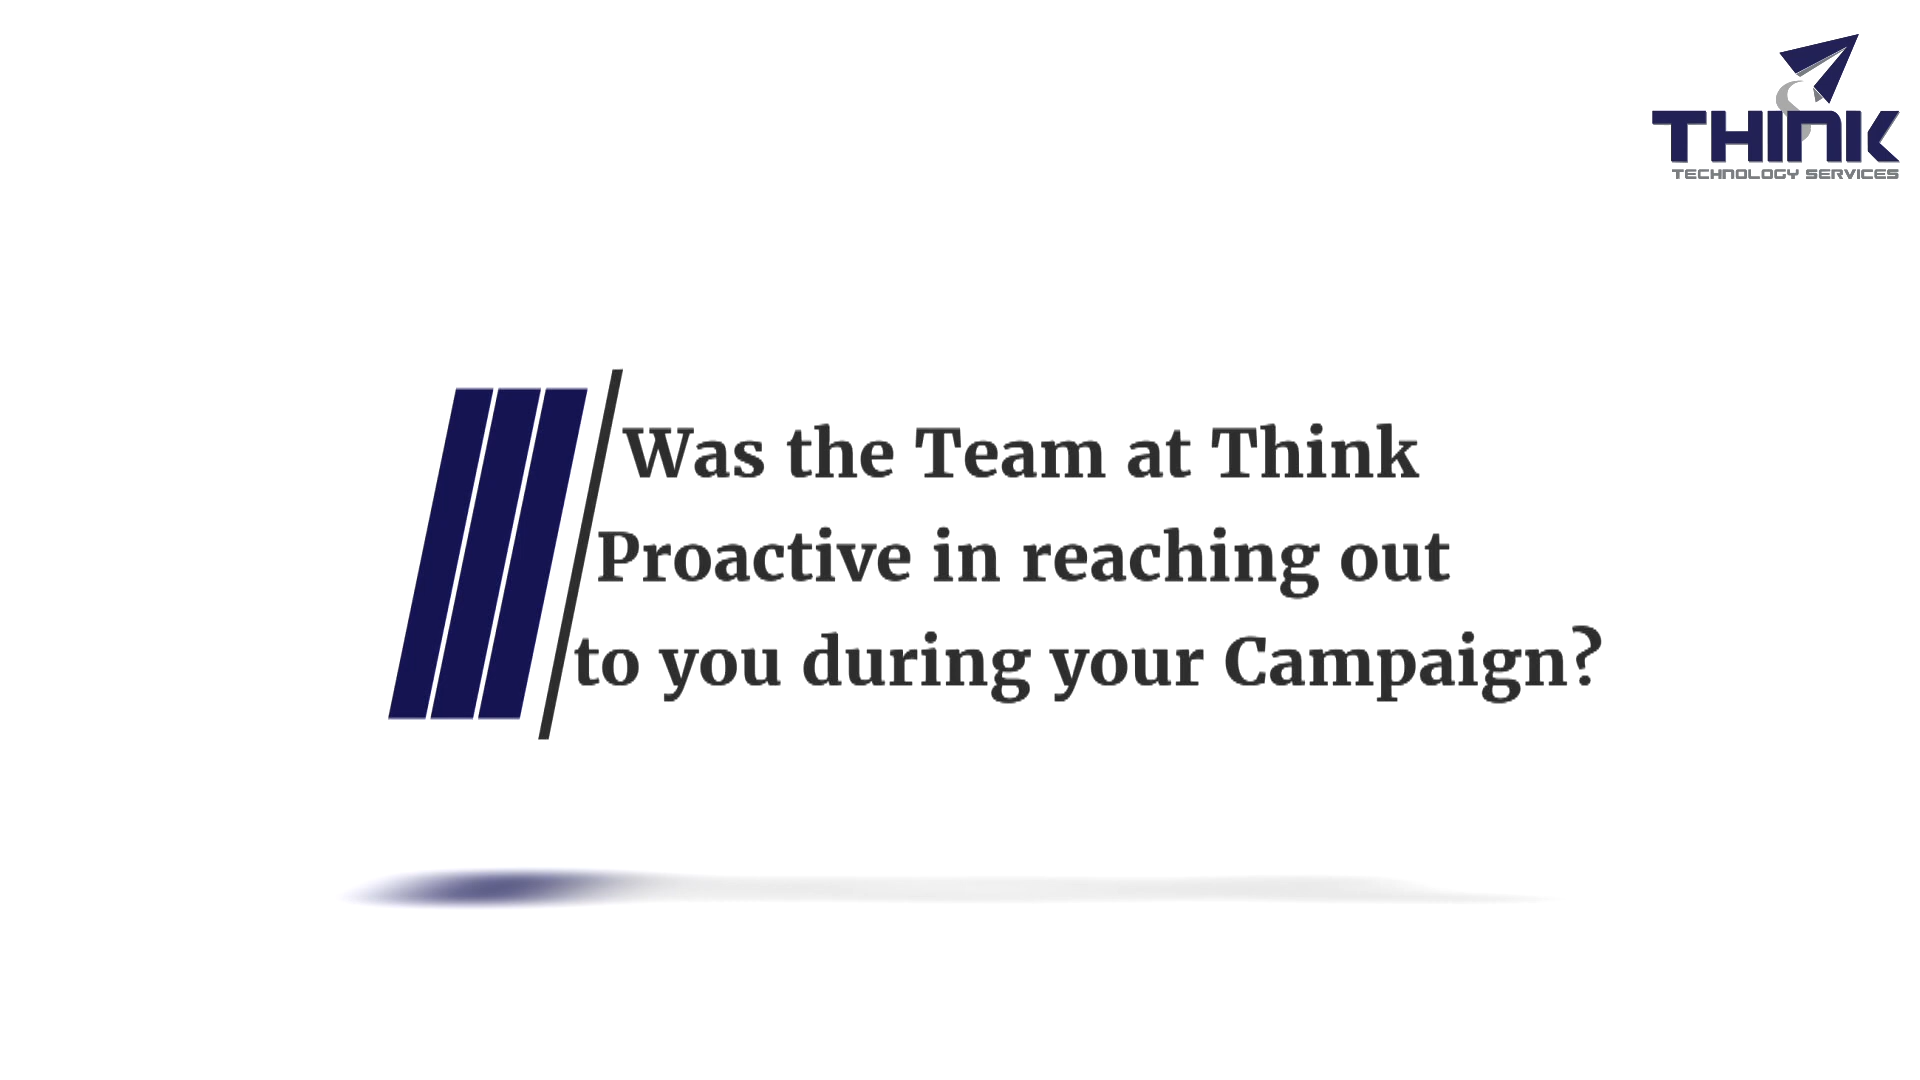 THINK
TECHNOLOGY SERVICES
Was the Team at Think
Proactive in reaching out
to you during your Campaign?